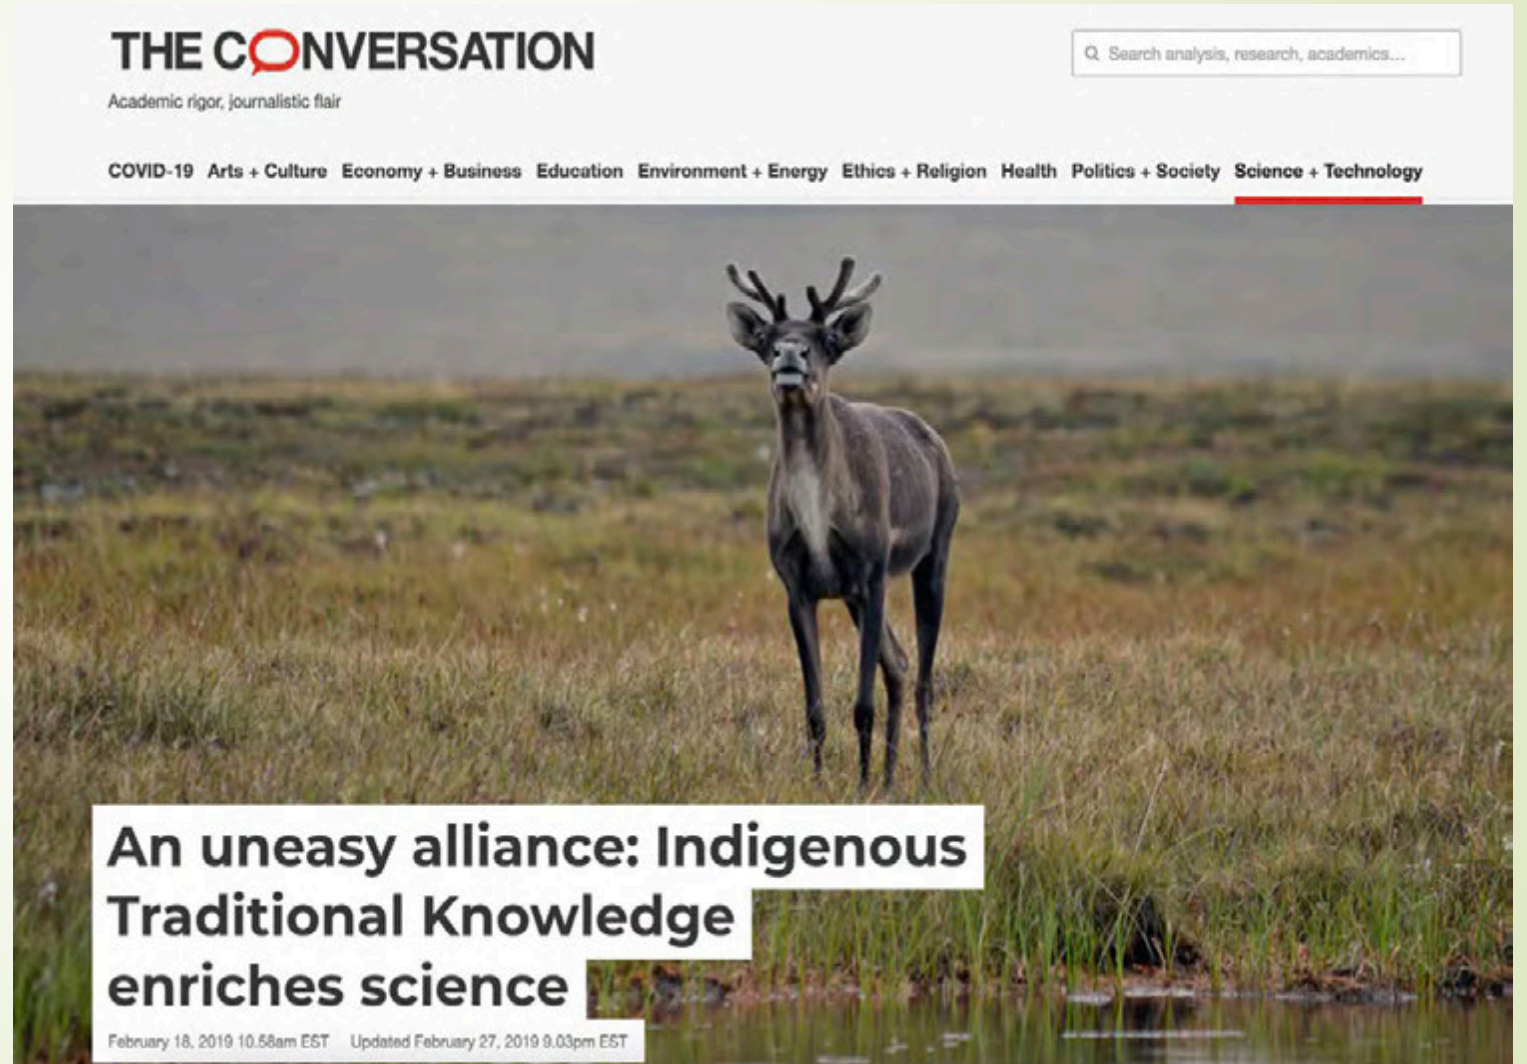 THE CONVERSATION
Search analysis, research, academics...
Academic rigor, journalistic flair
COVID-19 Arts + Culture Economy + Business Education Environment + Energy Ethics + Religion Health Politics + Society Science + Technology
An uneasy alliance: Indigenous
Traditional Knowledge
enriches science
February 18, 2019 10.58am EST Updated February 27, 2019 9.03pm EST